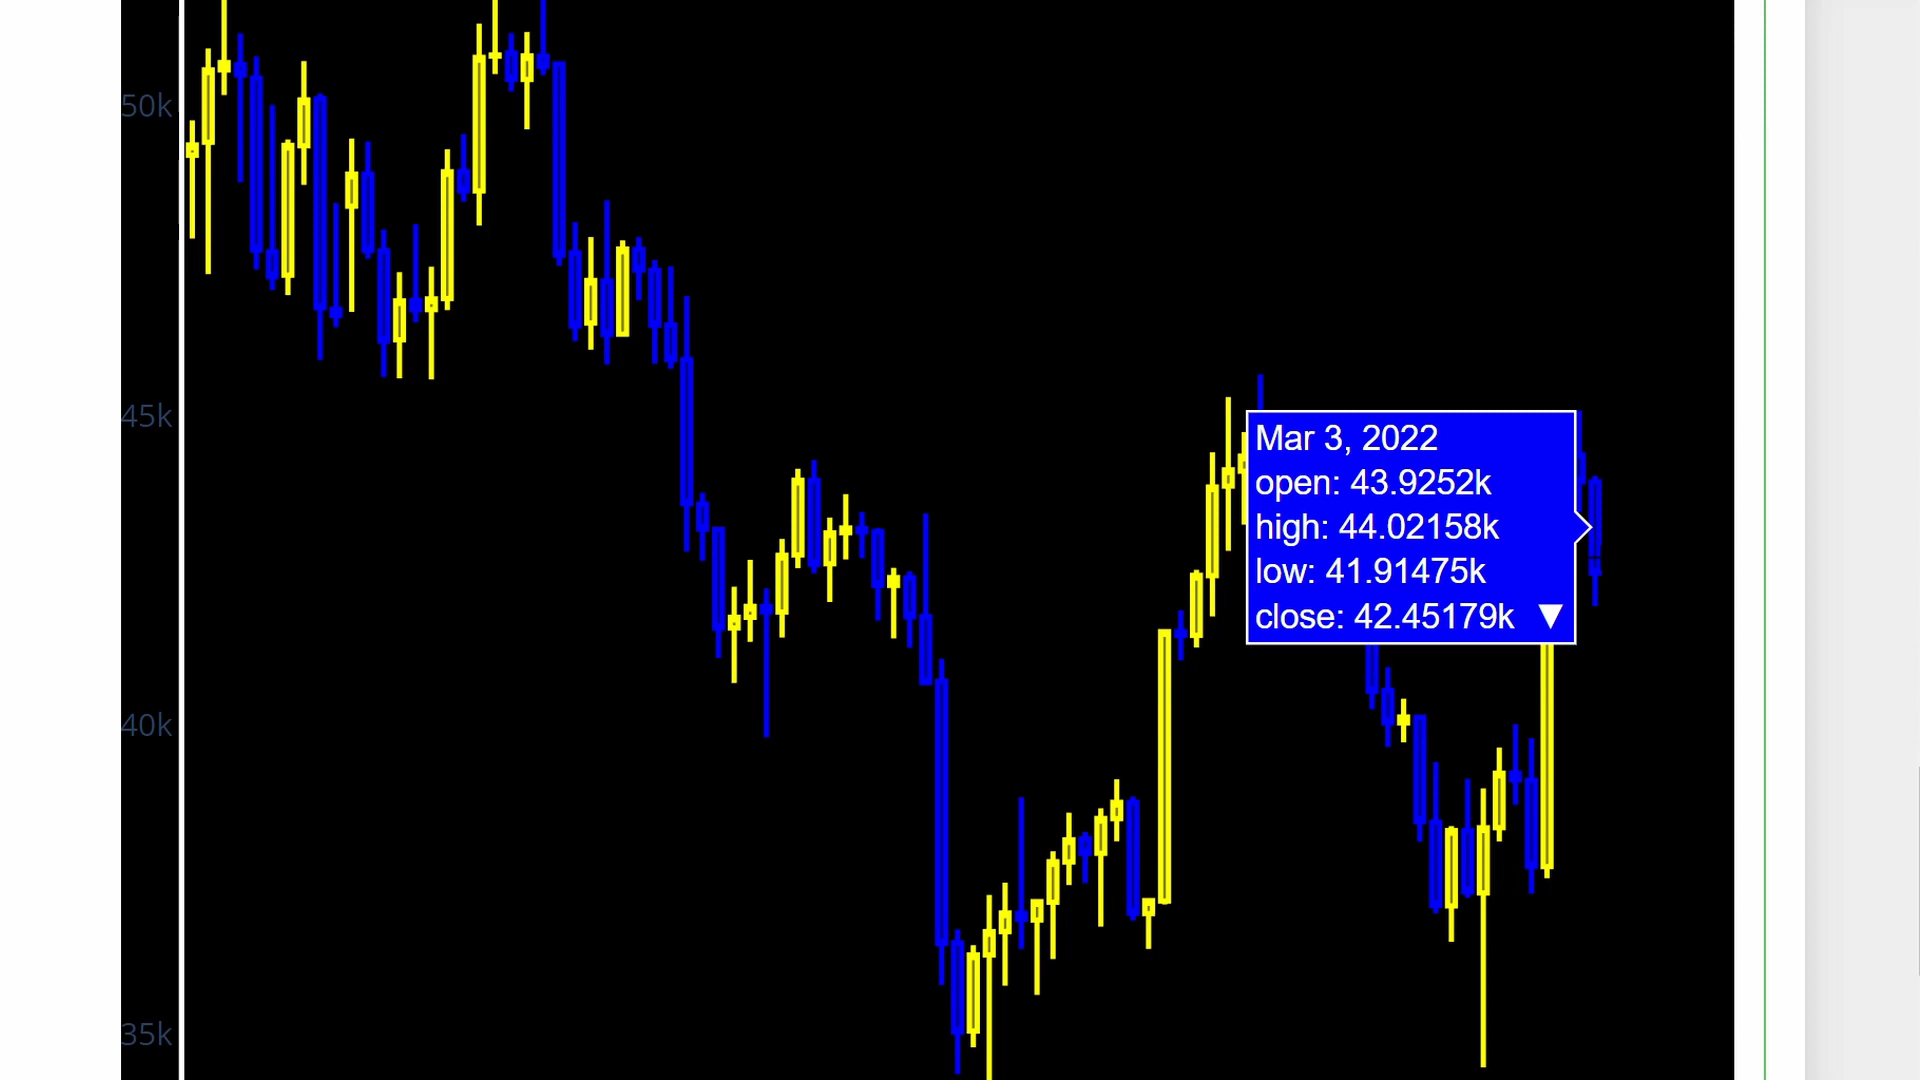 50k
45k
Mar 3, 2022
open: 43.9252k
high: 44.02158k
low: 41.91475k
close: 42.45179k ▼
40k
35k